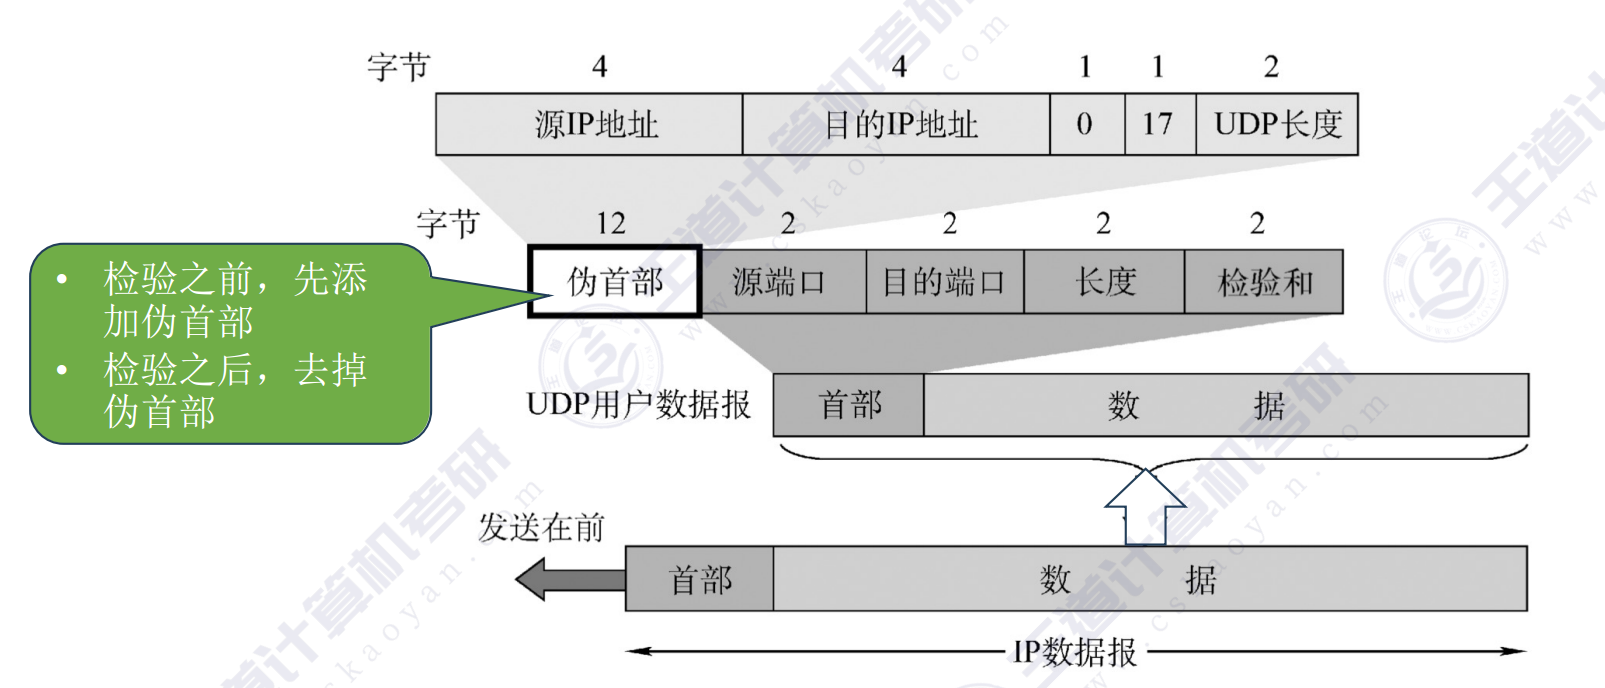 字节 4 4 1 1 2
源IP地址 目的IP地址 0 17 UDP长度
字节 12 2 2 2 2
伪首部 源端口 目的端口 长度 检验和
• 检验之前，先添
加伪首部
• 检验之后，去掉
伪首部
UDP用户数据报 首部 数 据
发送在前
首部 数 据
IP数据报
王道计算机考研
www.cskaoyan.com